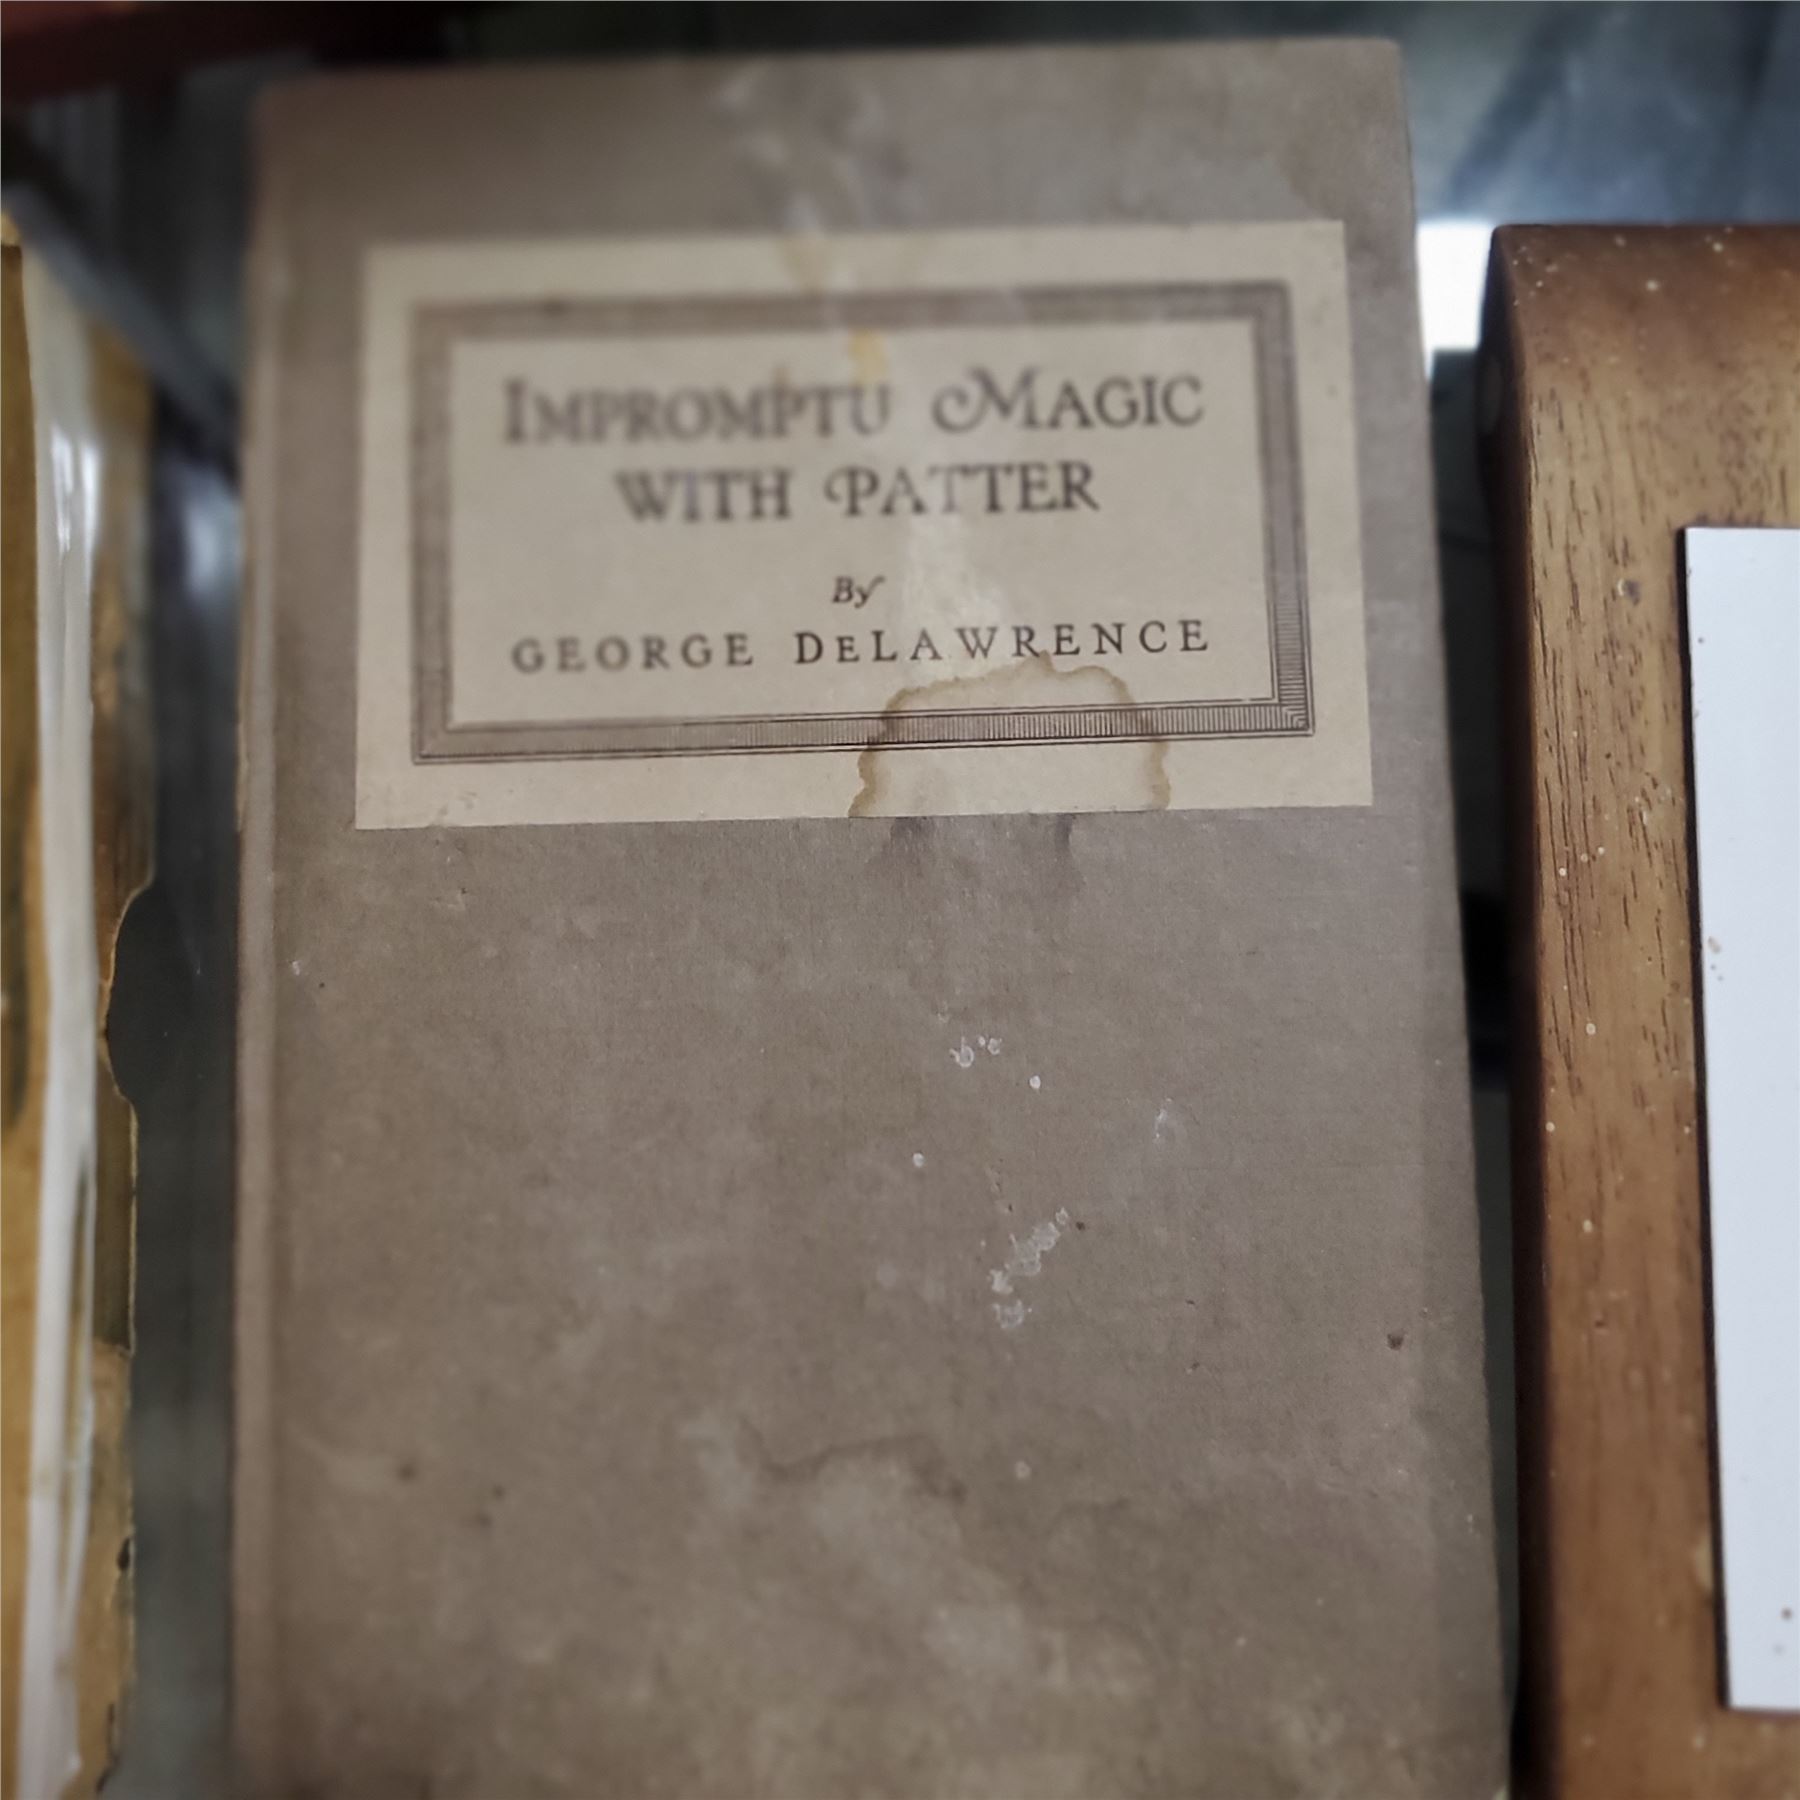 IMPROMPTU MAGIC
WITH PATTER
By
GEORGE DELAWRENCE